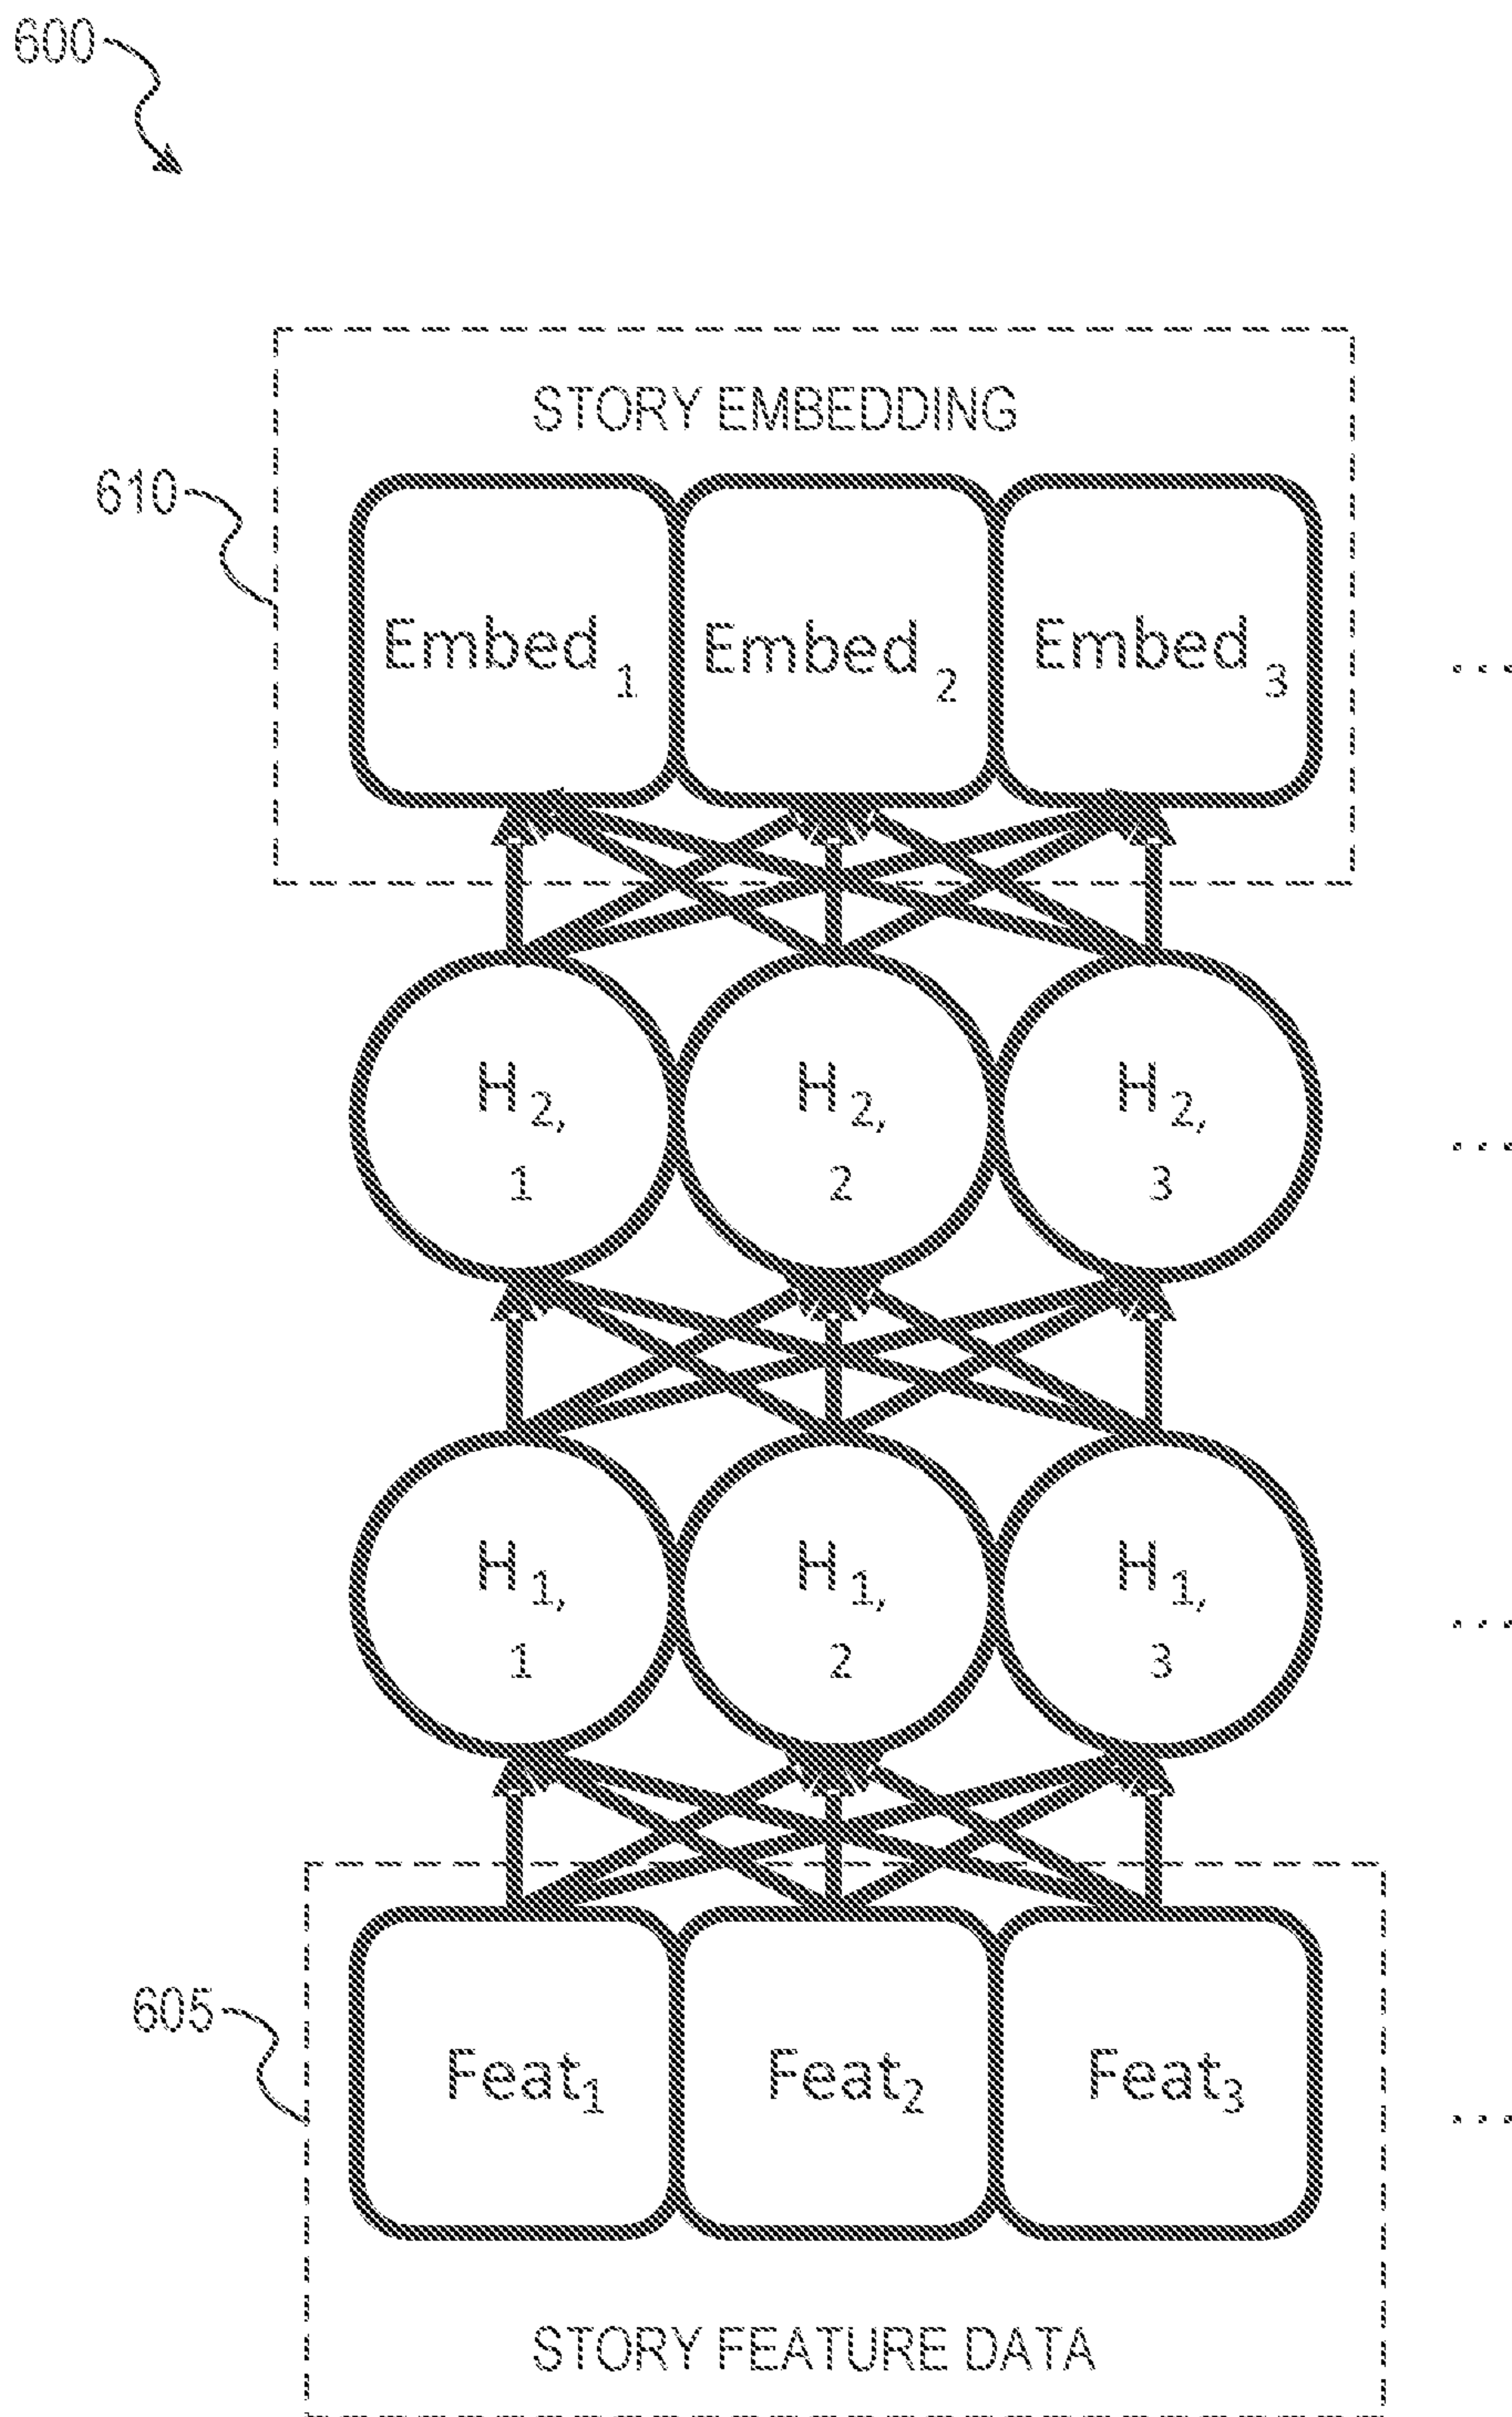 600
STORY EMBEDDING
610
Embed 1 Embed 2 Embed 3 ...
H 2, 1 H 2, 2 H 2, 3 ...
H 1, 1 H 1, 2 H 1, 3 ...
605
Feat1 Feat2 Feat3 ...
STORY FEATURE DATA